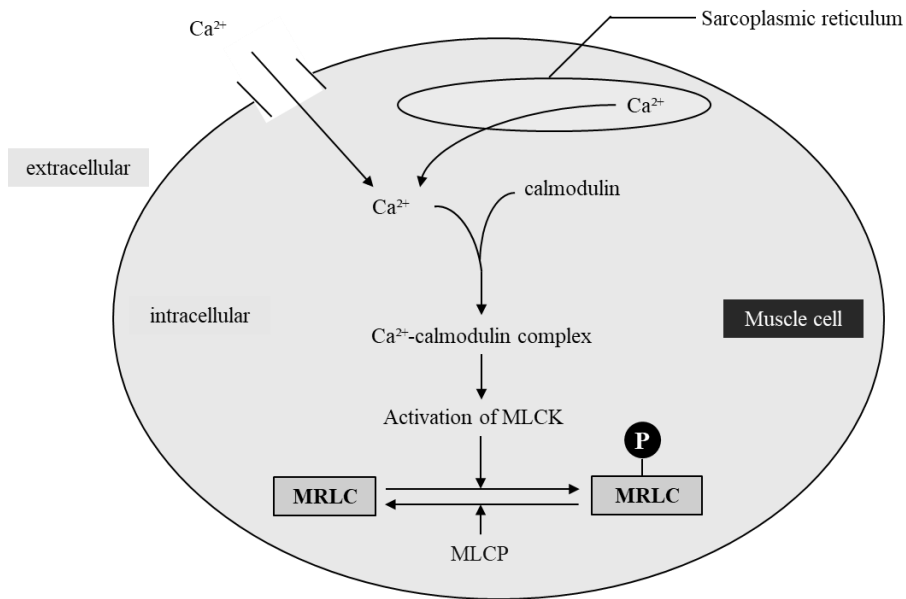 Sarcoplasmic reticulum
Ca²⁺
Ca²⁺
extracellular
calmodulin
Ca²⁺
intracellular
Muscle cell
Ca²⁺-calmodulin complex
Activation of MLCK
P
MRLC
MRLC
MLCP